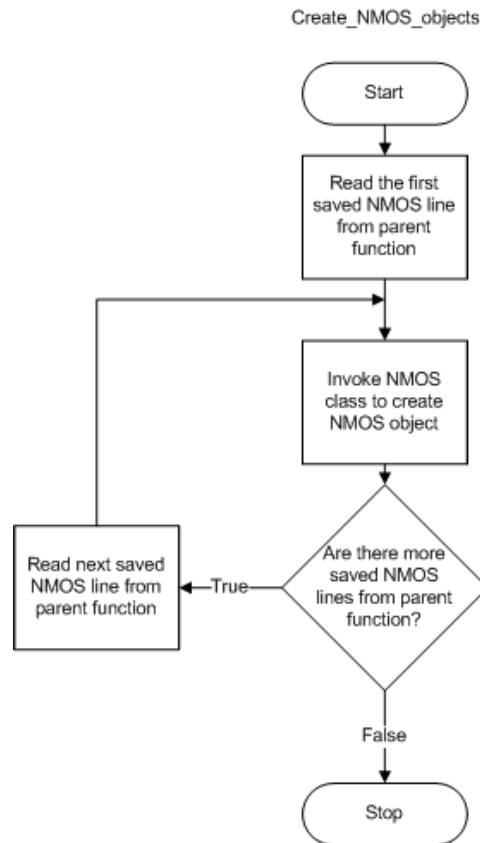 Create_NMOS_objects
Start
Read the first
saved NMOS line
from parent
function
Invoke NMOS
class to create
NMOS object
Are there more
saved NMOS
lines from parent
function?
True
Read next saved
NMOS line from
parent function
False
Stop